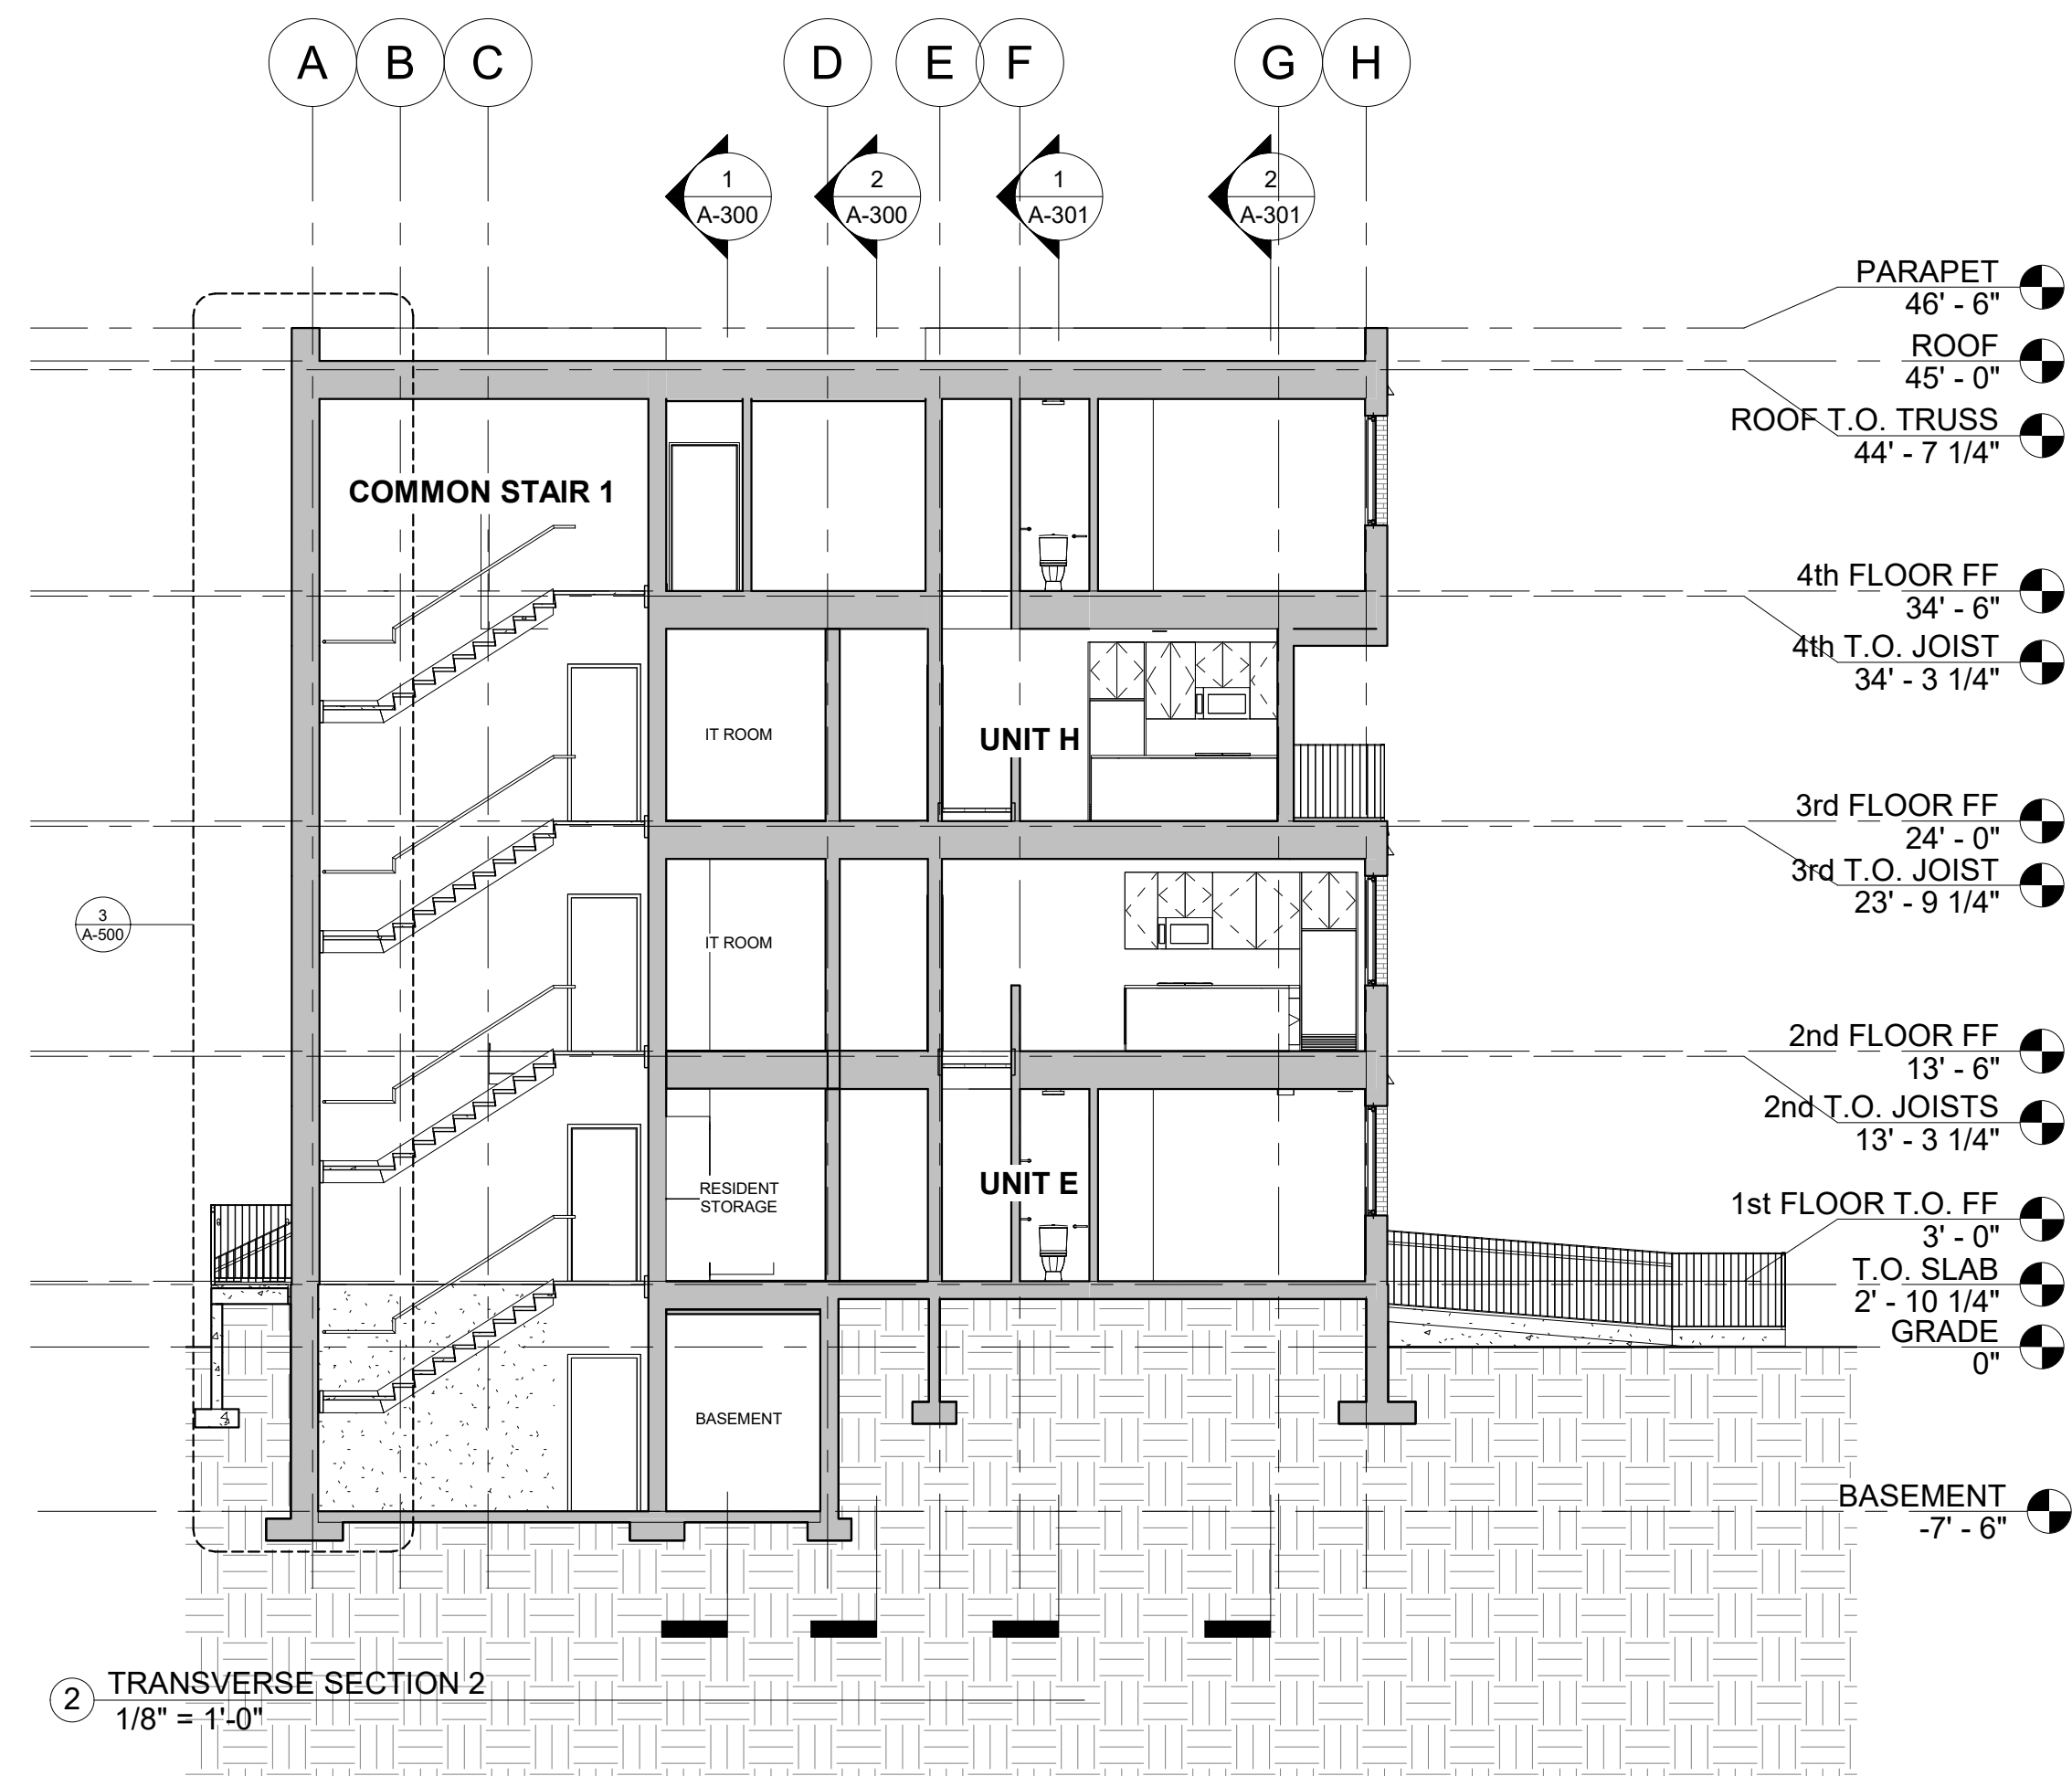 A B C D E F G H
1
A-300
2
A-300
1
A-301
2
A-301
PARAPET
46' - 6"
ROOF
45' - 0"
ROOF T.O. TRUSS
44' - 7 1/4"
COMMON STAIR 1
4th FLOOR FF
34' - 6"
4th T.O. JOIST
34' - 3 1/4"
IT ROOM
UNIT H
3rd FLOOR FF
24' - 0"
3rd T.O. JOIST
23' - 9 1/4"
3
A-500
IT ROOM
2nd FLOOR FF
13' - 6"
2nd T.O. JOISTS
13' - 3 1/4"
RESIDENT
STORAGE
UNIT E
1st FLOOR T.O. FF
3' - 0"
T.O. SLAB
2' - 10 1/4"
GRADE
0"
BASEMENT
BASEMENT
-7' - 6"
2
TRANSVERSE SECTION 2
1/8" = 1'-0"